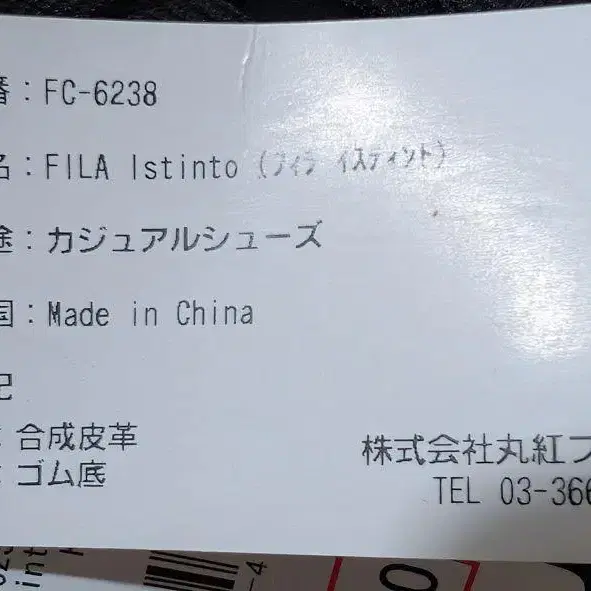 番：FC-6238
名：FILA Istinto (フィラ イスティント)
途：カジュアルシューズ
国：Made in China
記
：合成皮革
：ゴム底
株式会社丸紅フ
TEL 03-366